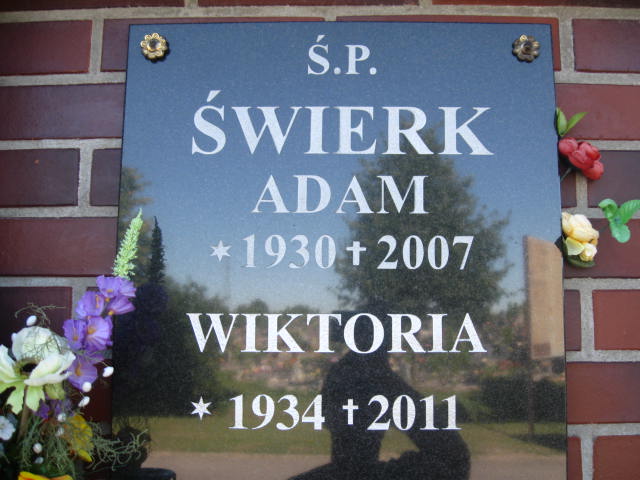 Ś.P.
ŚWIERK
ADAM
* 1930 ✝ 2007
WIKTORIA
* 1934 ✝ 2011